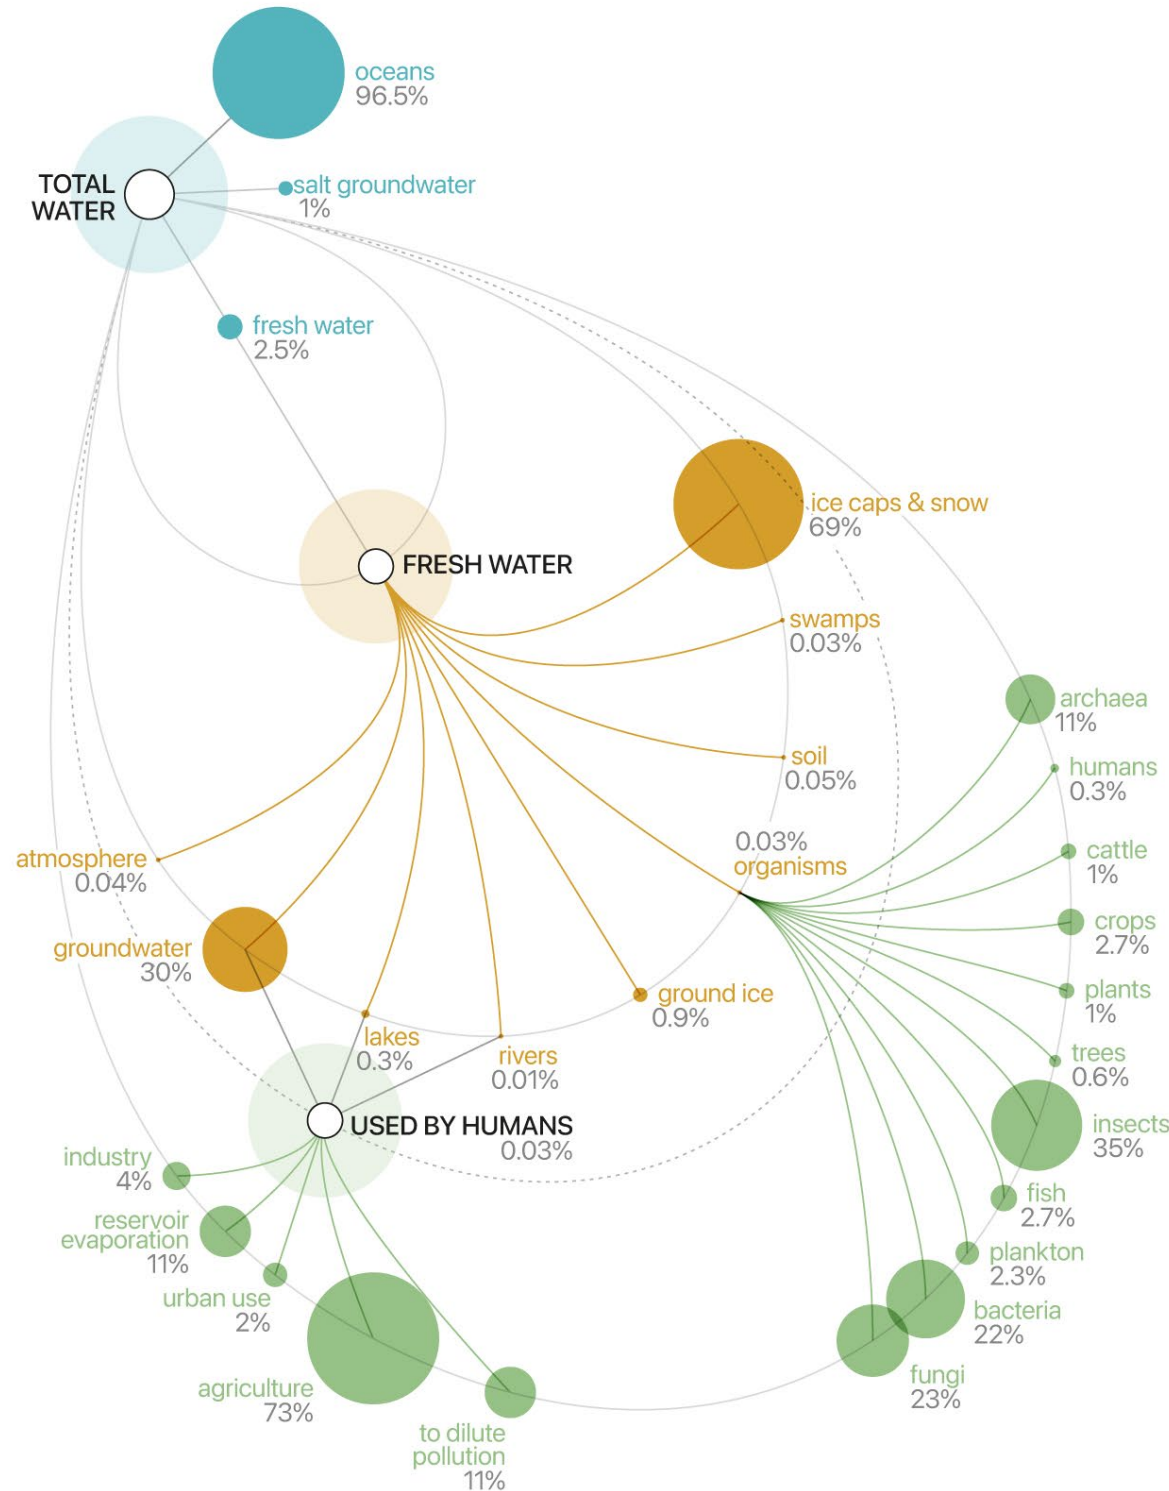 oceans
96.5%
TOTAL
WATER
salt groundwater
1%
fresh water
2.5%
FRESH WATER
ice caps & snow
69%
swamps
0.03%
soil
0.05%
0.03%
organisms
archaea
11%
humans
0.3%
cattle
1%
crops
2.7%
plants
1%
trees
0.6%
insects
35%
fish
2.7%
plankton
2.3%
bacteria
22%
fungi
23%
atmosphere
0.04%
groundwater
30%
lakes
0.3%
rivers
0.01%
ground ice
0.9%
USED BY HUMANS
0.03%
industry
4%
reservoir
evaporation
11%
urban use
2%
agriculture
73%
to dilute
pollution
11%